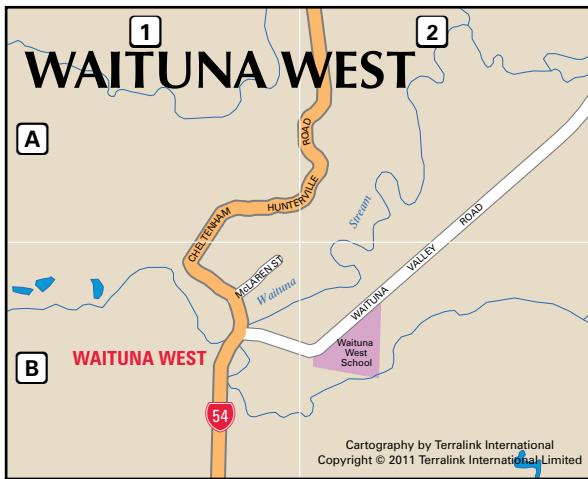 1
2
WAITUNA WEST
A
ROAD
HUNTERVILLE
CHELTENHAM
Stream
ROAD
VALLEY
WAITUNA
McLAREN ST
Waituna
WAITUNA WEST
Waituna
West
School
B
54
Cartography by Terralink International
Copyright © 2011 Terralink International Limited